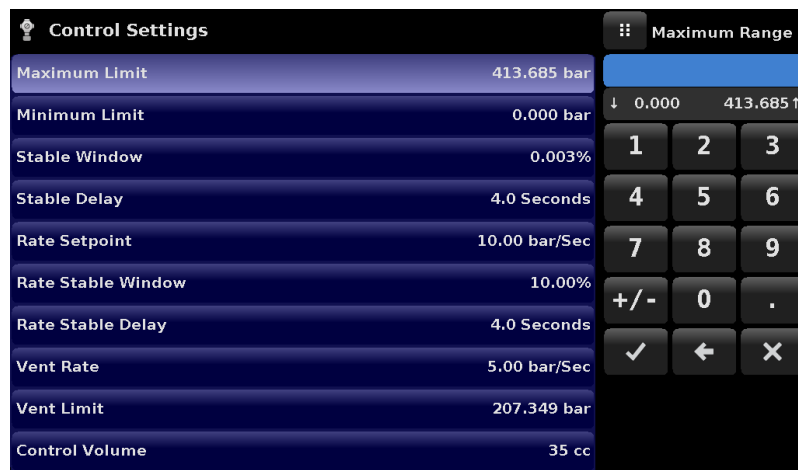 Control Settings
Maximum Limit 413.685 bar
Minimum Limit 0.000 bar
Stable Window 0.003%
Stable Delay 4.0 Seconds
Rate Setpoint 10.00 bar/Sec
Rate Stable Window 10.00%
Rate Stable Delay 4.0 Seconds
Vent Rate 5.00 bar/Sec
Vent Limit 207.349 bar
Control Volume 35 cc
Maximum Range
↓ 0.000 413.685↑
1 2 3
4 5 6
7 8 9
+/- 0 .